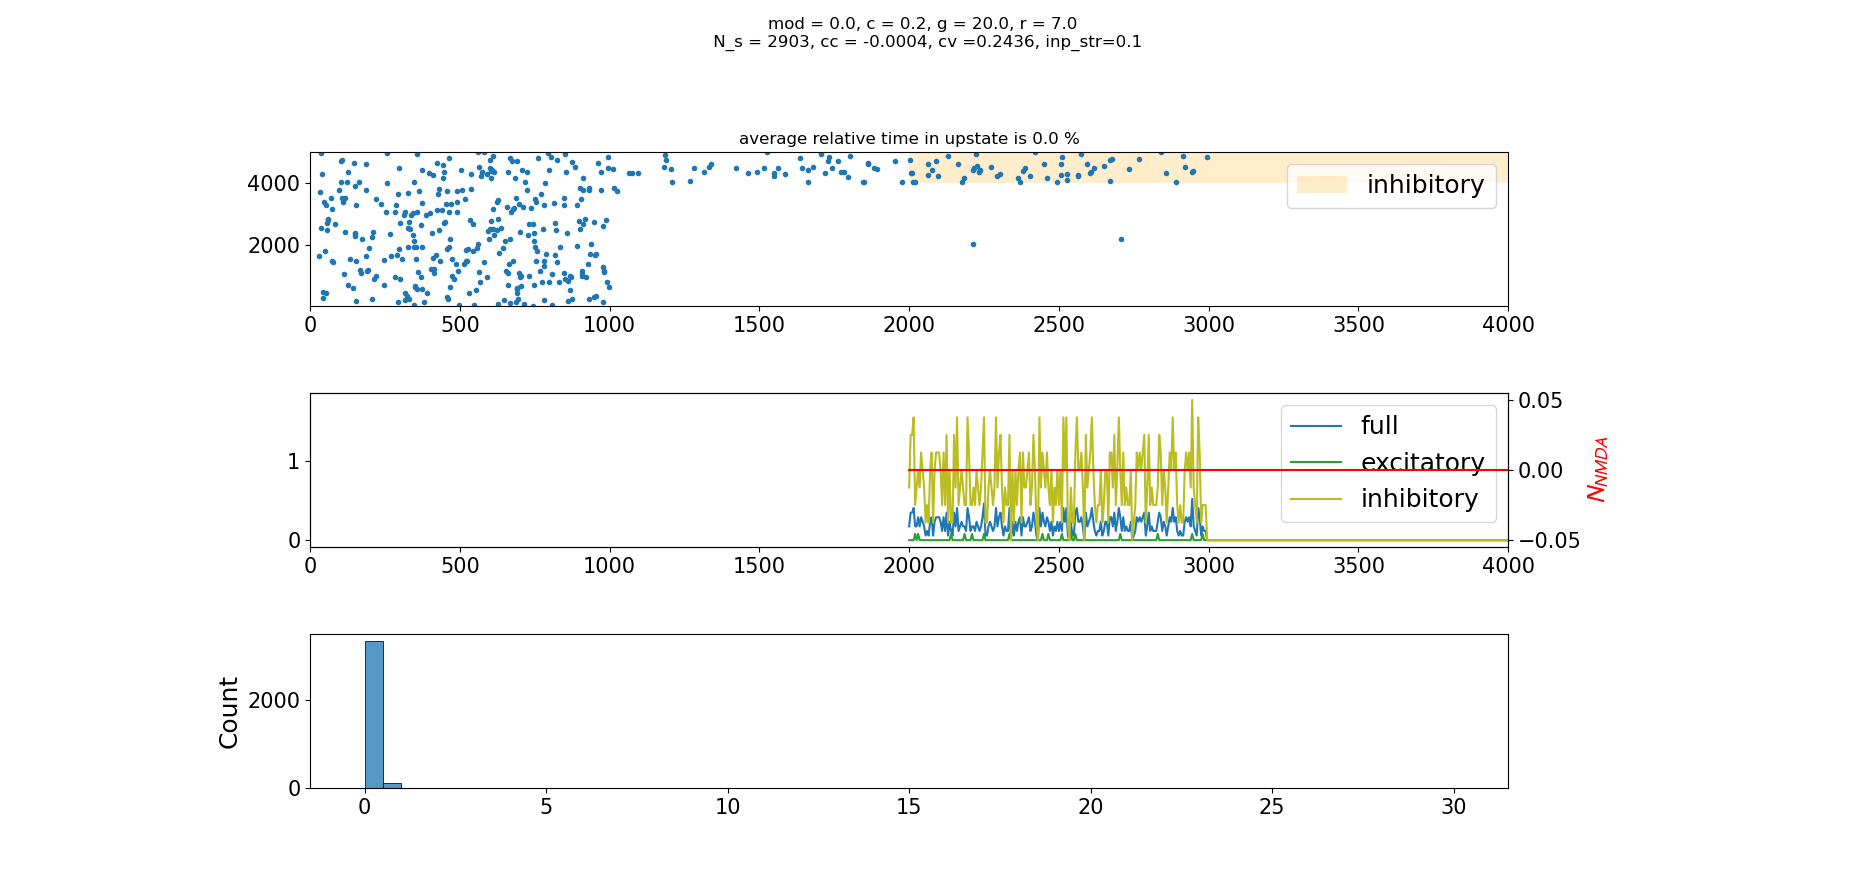 mod = 0.0, c = 0.2, g = 20.0, r = 7.0
N_s = 2903, cc = -0.0004, cv =0.2436, inp_str=0.1
average relative time in upstate is 0.0 %
4000
2000
inhibitory
0 500 1000 1500 2000 2500 3000 3500 4000
1
0
full
excitatory
inhibitory
0.05
0.00
−0.05
N_{NMDA}
0 500 1000 1500 2000 2500 3000 3500 4000
Count
2000
0
0 5 10 15 20 25 30